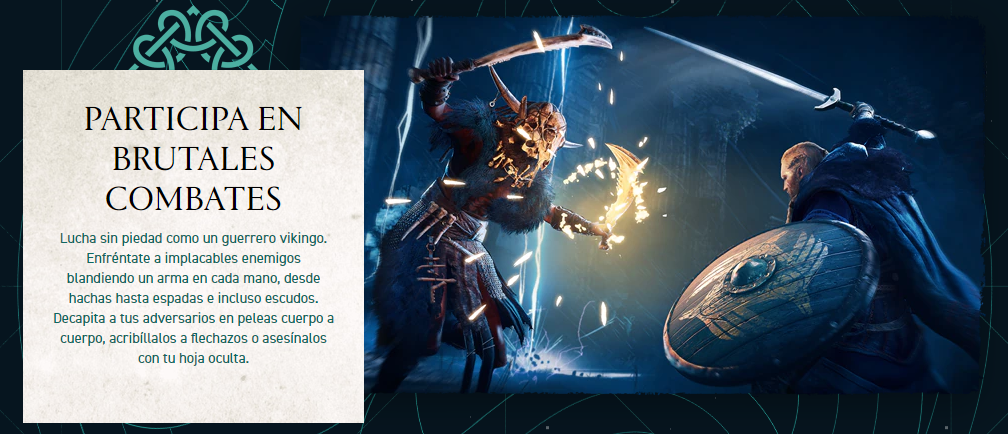 PARTICIPA EN
BRUTALES
COMBATES
Lucha sin piedad como un guerrero vikingo.
Enfréntate a implacables enemigos
blandiendo un arma en cada mano, desde
hachas hasta espadas e incluso escudos.
Decapita a tus adversarios en peleas cuerpo a
cuerpo, acribíllalos a flechazos o asesínalos
con tu hoja oculta.